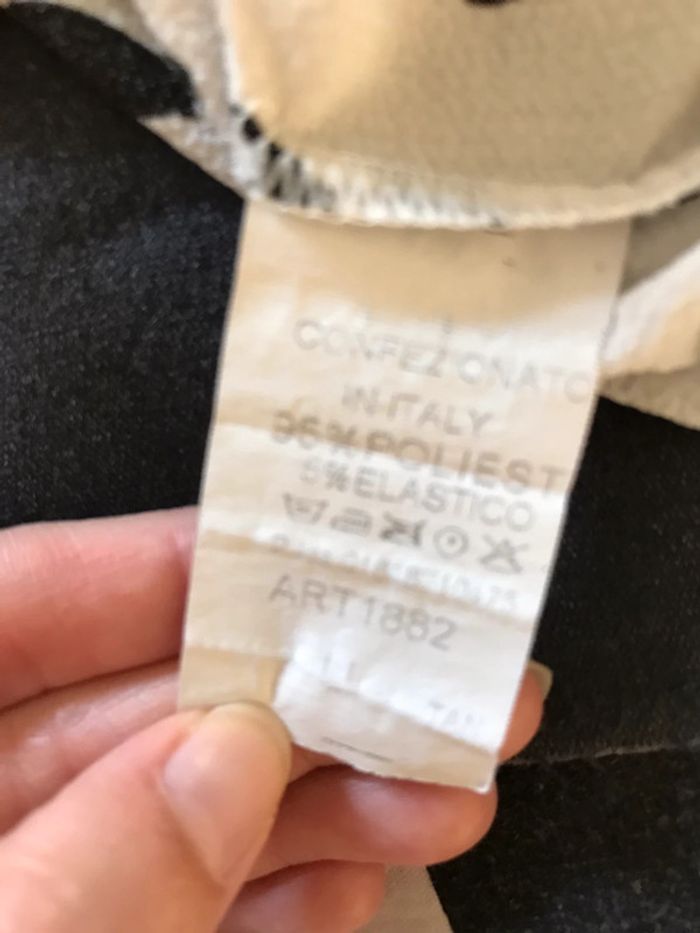 CONFEZIONATO
IN ITALY
95% POLIEST
5% ELASTICO
ART 1882